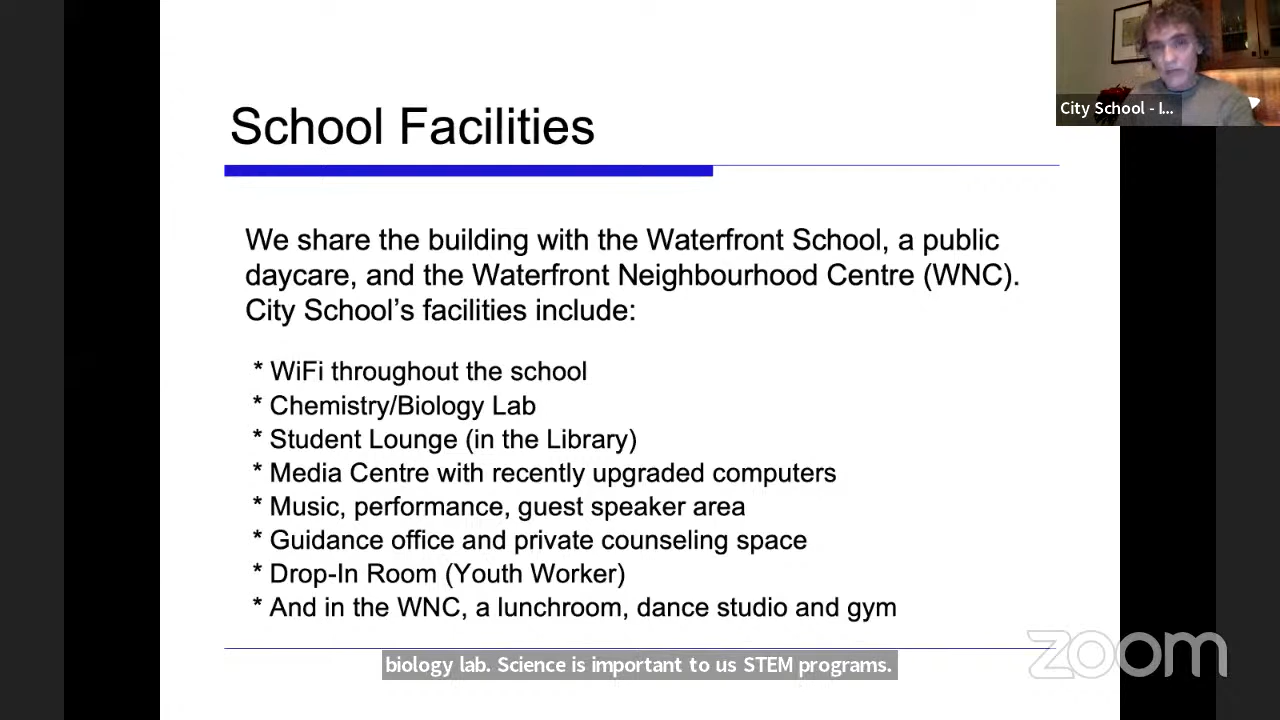 City School - I...
School Facilities
We share the building with the Waterfront School, a public
daycare, and the Waterfront Neighbourhood Centre (WNC).
City School’s facilities include:
* WiFi throughout the school
* Chemistry/Biology Lab
* Student Lounge (in the Library)
* Media Centre with recently upgraded computers
* Music, performance, guest speaker area
* Guidance office and private counseling space
* Drop-In Room (Youth Worker)
* And in the WNC, a lunchroom, dance studio and gym
zoom
biology lab. Science is important to us STEM programs.